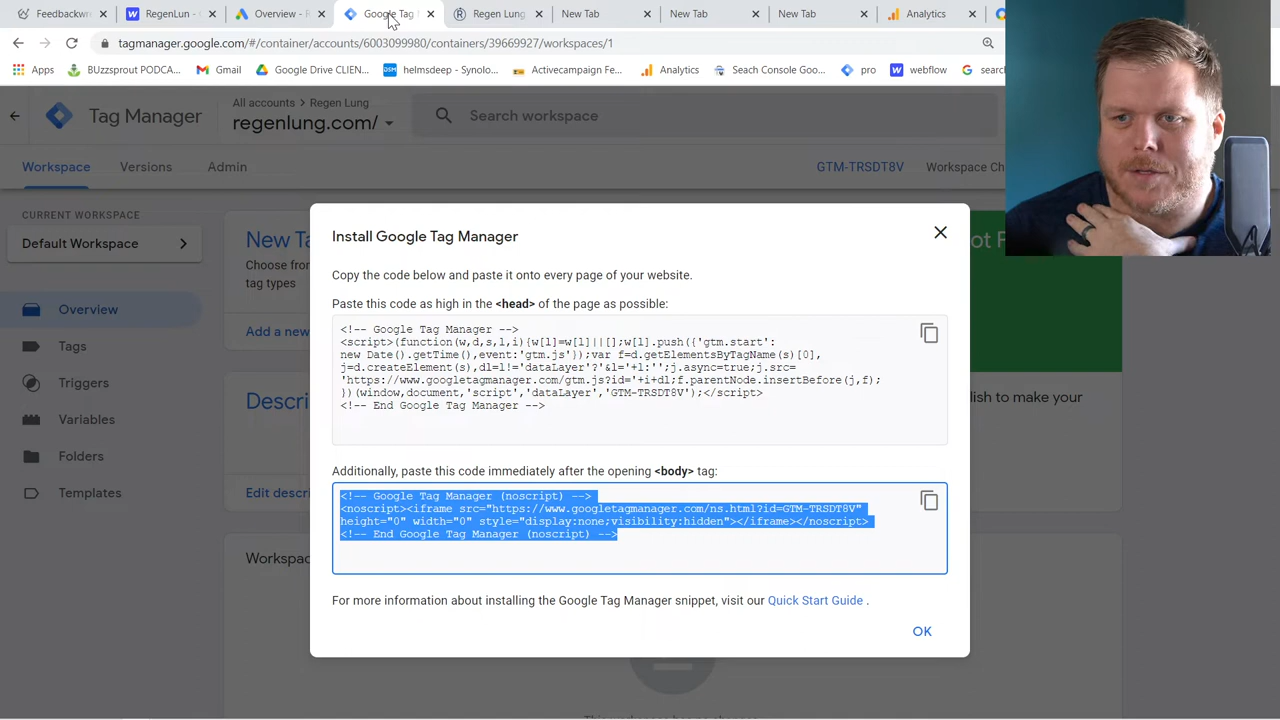 Feedbackwr
RegenLun -
Overview - R
Google Tag
Regen Lung
New Tab
New Tab
New Tab
Analytics
tagmanager.google.com/#/container/accounts/6003099980/containers/39669927/workspaces/1
Apps
BUzzsprout PODCA...
Gmail
Google Drive CLIEN...
helmsdeep - Synolo...
Activecampaign Fe...
Analytics
Seach Console Goo...
pro
webflow
Tag Manager
All accounts > Regen Lung
regenlung.com/
Search workspace
Workspace
Versions
Admin
GTM-TRSDT8V
Workspace Ch
CURRENT WORKSPACE
Default Workspace
Overview
Tags
Triggers
Variables
Folders
Templates
New Ta
Choose from
tag types
Add a new
Descri
Edit descri
Install Google Tag Manager
Copy the code below and paste it onto every page of your website.
Paste this code as high in the <head> of the page as possible:
<!-- Google Tag Manager -->
<script>(function(w,d,s,l,i){w[l]=w[l]||[];w[l].push({'gtm.start':
new Date().getTime(),event:'gtm.js'});var f=d.getElementsByTagName(s)[0],
j=d.createElement(s),dl=l!='dataLayer'?'&l='+l:'';j.async=true;j.src=
'https://www.googletagmanager.com/gtm.js?id='+i+dl;f.parentNode.insertBefore(j,f);
})(window,document,'script','dataLayer','GTM-TRSDT8V');</script>
<!-- End Google Tag Manager -->
Additionally, paste this code immediately after the opening <body> tag:
<!-- Google Tag Manager (noscript) -->
<noscript><iframe src="https://www.googletagmanager.com/ns.html?id=GTM-TRSDT8V"
height="0" width="0" style="display:none;visibility:hidden"></iframe></noscript>
<!-- End Google Tag Manager (noscript) -->
For more information about installing the Google Tag Manager snippet, visit our Quick Start Guide .
OK
ot P
lish to make your
Workspac